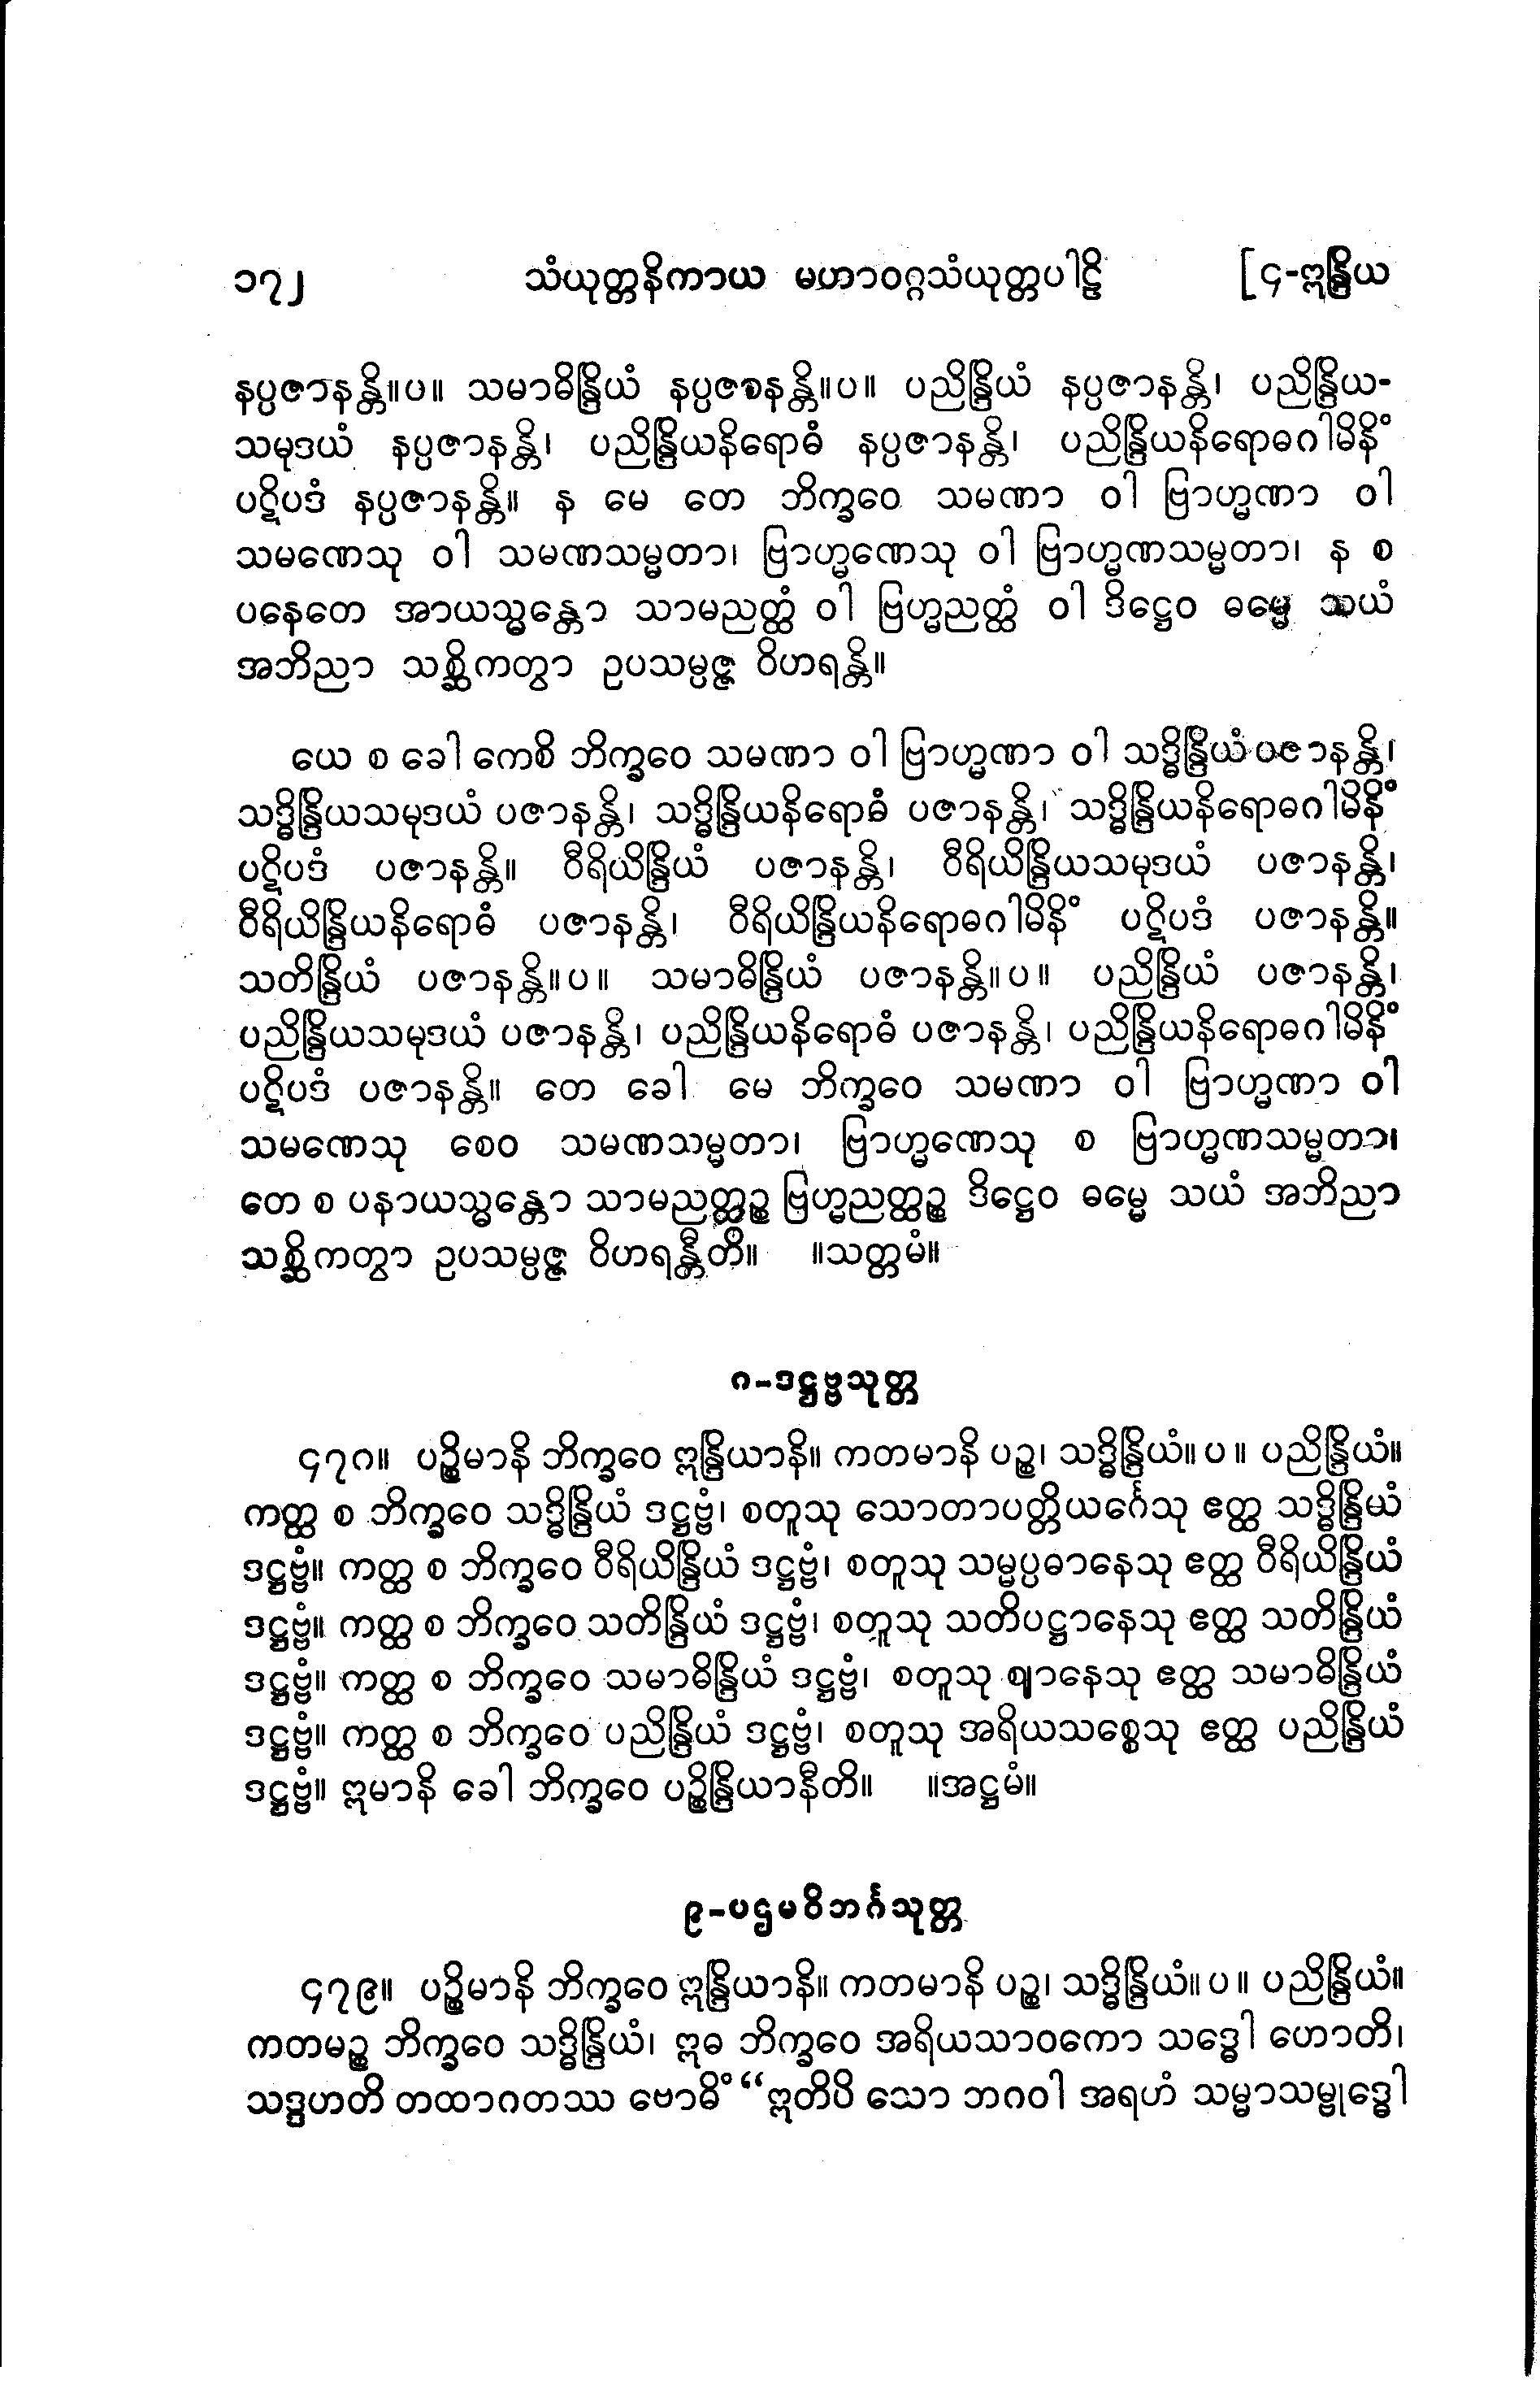 ၁၇၂ သံယုတ္တနိကာယ မဟာဝဂ္ဂသံယုတ္တပါဠိ [၄-ဣန္ဒြိယ
နပ္ပဇာနန္တိ။ပ။ သမာဓိန္ဒြိယံ နပ္ပဇာနန္တိ။ပ။ ပညိန္ဒြိယံ နပ္ပဇာနန္တိ၊ ပညိန္ဒြိယ-
သမုဒယံ နပ္ပဇာနန္တိ၊ ပညိန္ဒြိယနိရောဓံ နပ္ပဇာနန္တိ၊ ပညိန္ဒြိယနိရောဓဂါမိနိံ
ပဋိပဒံ နပ္ပဇာနန္တိ။ န မေ တေ ဘိက္ခဝေ သမဏာ ဝါ ဗြာဟ္မဏာ ဝါ
သမဏေသု ဝါ သမဏသမ္မတာ၊ ဗြာဟ္မဏေသု ဝါ ဗြာဟ္မဏသမ္မတာ၊ န စ
ပနေတေ အာယသ္မန္တော သာမညတ္ထံ ဝါ ဗြဟ္မညတ္ထံ ဝါ ဒိဋ္ဌေဝ ဓမ္မေ သယံ
အဘိညာ သစ္ဆိကတွာ ဥပသမ္ပဇ္ဇ ဝိဟရန္တိ။
ယေ စ ခေါ ကေစိ ဘိက္ခဝေ သမဏာ ဝါ ဗြာဟ္မဏာ ဝါ သဒ္ဓိန္ဒြိယံ ပဇာနန္တိ၊
သဒ္ဓိန္ဒြိယသမုဒယံ ပဇာနန္တိ၊ သဒ္ဓိန္ဒြိယနိရောဓံ ပဇာနန္တိ၊ သဒ္ဓိန္ဒြိယနိရောဓဂါမိနိံ
ပဋိပဒံ ပဇာနန္တိ။ ဝီရိယိန္ဒြိယံ ပဇာနန္တိ၊ ဝီရိယိန္ဒြိယသမုဒယံ ပဇာနန္တိ၊
ဝီရိယိန္ဒြိယနိရောဓံ ပဇာနန္တိ၊ ဝီရိယိန္ဒြိယနိရောဓဂါမိနိံ ပဋိပဒံ ပဇာနန္တိ။
သတိန္ဒြိယံ ပဇာနန္တိ။ပ။ သမာဓိန္ဒြိယံ ပဇာနန္တိ။ပ။ ပညိန္ဒြိယံ ပဇာနန္တိ၊
ပညိန္ဒြိယသမုဒယံ ပဇာနန္တိ၊ ပညိန္ဒြိယနိရောဓံ ပဇာနန္တိ၊ ပညိန္ဒြိယနိရောဓဂါမိနိံ
ပဋိပဒံ ပဇာနန္တိ။ တေ ခေါ မေ ဘိက္ခဝေ သမဏာ ဝါ ဗြာဟ္မဏာ ဝါ
သမဏေသု စေဝ သမဏသမ္မတာ၊ ဗြာဟ္မဏေသု စ ဗြာဟ္မဏသမ္မတာ၊
တေ စ ပနာယသ္မန္တော သာမညတ္ထဉ္စ ဗြဟ္မညတ္ထဉ္စ ဒိဋ္ဌေဝ ဓမ္မေ သယံ အဘိညာ
သစ္ဆိကတွာ ဥပသမ္ပဇ္ဇ ဝိဟရန္တီတိ။ ။သတ္တမံ။
၈-ဒဋ္ဌဗ္ဗသုတ္တ
၄၇၈။ ပဉ္စိမာနိ ဘိက္ခဝေ ဣန္ဒြိယာနိ။ ကတမာနိ ပဉ္စ၊ သဒ္ဓိန္ဒြိယံ။ပ။ ပညိန္ဒြိယံ။
ကတ္ထ စ ဘိက္ခဝေ သဒ္ဓိန္ဒြိယံ ဒဋ္ဌဗ္ဗံ၊ စတူသု သောတာပတ္တိယင်္ဂေသု ဧတ္ထ သဒ္ဓိန္ဒြိယံ
ဒဋ္ဌဗ္ဗံ။ ကတ္ထ စ ဘိက္ခဝေ ဝီရိယိန္ဒြိယံ ဒဋ္ဌဗ္ဗံ၊ စတူသု သမ္မပ္ပဓာနေသု ဧတ္ထ ဝီရိယိန္ဒြိယံ
ဒဋ္ဌဗ္ဗံ။ ကတ္ထ စ ဘိက္ခဝေ သတိန္ဒြိယံ ဒဋ္ဌဗ္ဗံ၊ စတူသု သတိပဋ္ဌာနေသု ဧတ္ထ သတိန္ဒြိယံ
ဒဋ္ဌဗ္ဗံ။ ကတ္ထ စ ဘိက္ခဝေ သမာဓိန္ဒြိယံ ဒဋ္ဌဗ္ဗံ၊ စတူသု ဈာနေသု ဧတ္ထ သမာဓိန္ဒြိယံ
ဒဋ္ဌဗ္ဗံ။ ကတ္ထ စ ဘိက္ခဝေ ပညိန္ဒြိယံ ဒဋ္ဌဗ္ဗံ၊ စတူသု အရိယသစ္စေသု ဧတ္ထ ပညိန္ဒြိယံ
ဒဋ္ဌဗ္ဗံ။ ဣမာနိ ခေါ ဘိက္ခဝေ ပဉ္စိန္ဒြိယာနီတိ။ ။အဋ္ဌမံ။
၉-ပဌမဝိဘင်္ဂသုတ္တ
၄၇၉။ ပဉ္စိမာနိ ဘိက္ခဝေ ဣန္ဒြိယာနိ။ ကတမာနိ ပဉ္စ၊ သဒ္ဓိန္ဒြိယံ။ပ။ ပညိန္ဒြိယံ။
ကတမဉ္စ ဘိက္ခဝေ သဒ္ဓိန္ဒြိယံ၊ ဣဓ ဘိက္ခဝေ အရိယသာဝကော သဒ္ဓေါ ဟောတိ၊
သဒ္ဒဟတိ တထာဂတဿ ဗောဓိံ “ဣတိပိ သော ဘဂဝါ အရဟံ သမ္မာသမ္ဗုဒ္ဓေါ